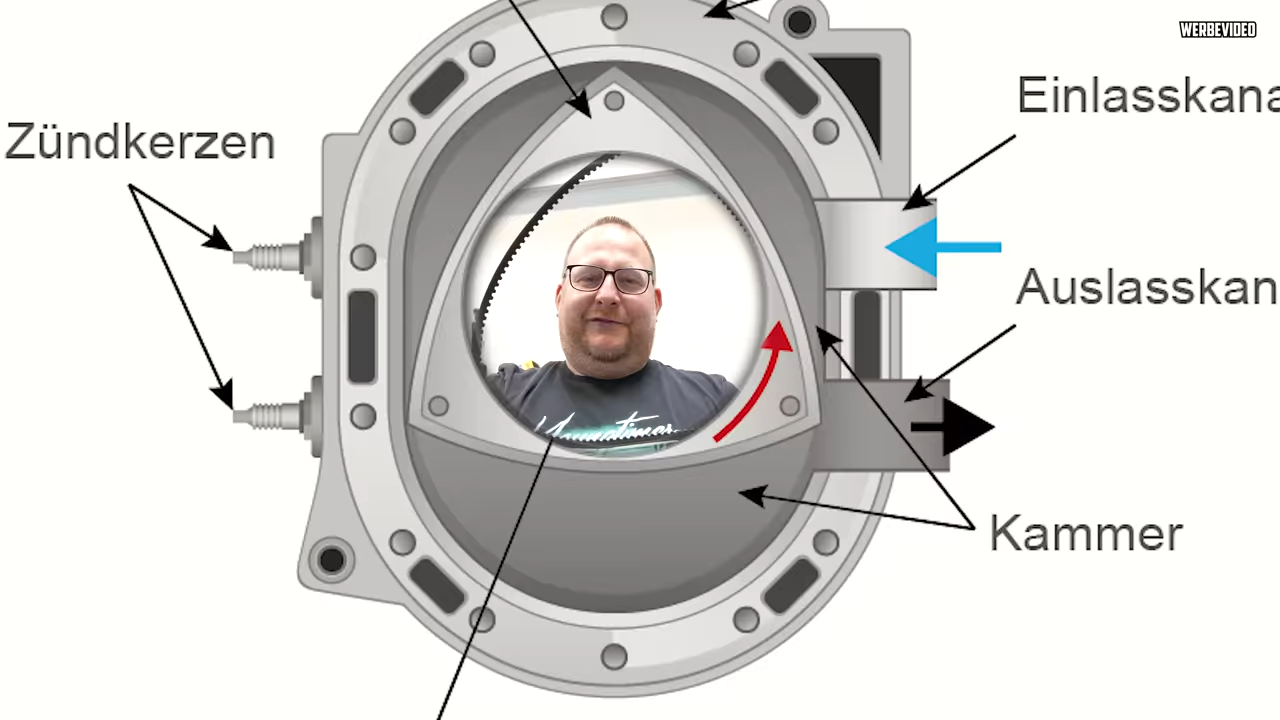 WERBEVIDEO
Einlasskana
Zündkerzen
Auslasskan
Kammer